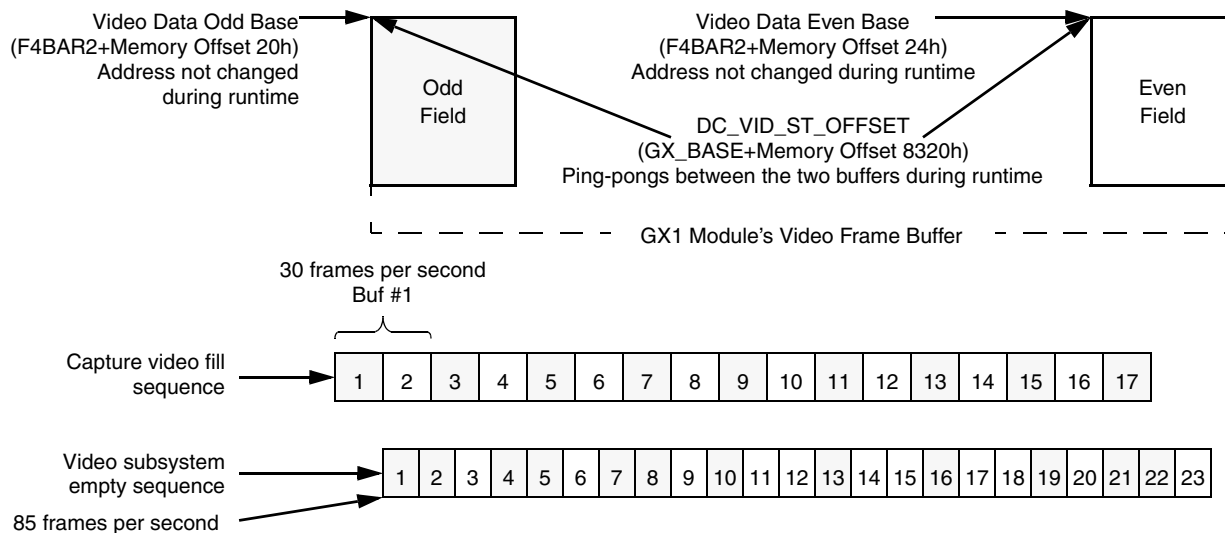 Video Data Odd Base
(F4BAR2+Memory Offset 20h)
Address not changed
during runtime
Odd
Field
Video Data Even Base
(F4BAR2+Memory Offset 24h)
Address not changed during runtime
Even
Field
DC_VID_ST_OFFSET
(GX_BASE+Memory Offset 8320h)
Ping-pongs between the two buffers during runtime
GX1 Module's Video Frame Buffer
30 frames per second
Buf #1
Capture video fill
sequence
1 2 3 4 5 6 7 8 9 10 11 12 13 14 15 16 17
Video subsystem
empty sequence
1 2 3 4 5 6 7 8 9 10 11 12 13 14 15 16 17 18 19 20 21 22 23
85 frames per second